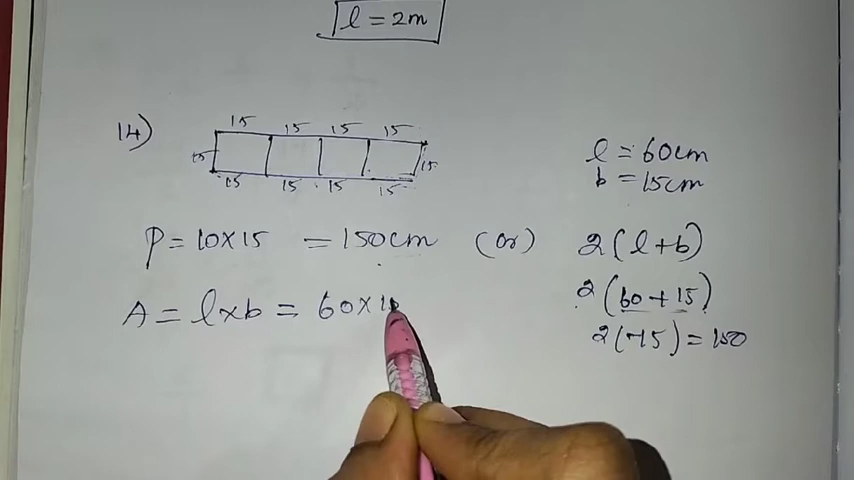 l = 2m
14)
15 15 15 15
15 15
15 15 15 15
l = 60cm
b = 15cm
P = 10×15 = 150cm (or) 2(l+b)
2(60+15)
A = l×b = 60×1
2(75) = 150